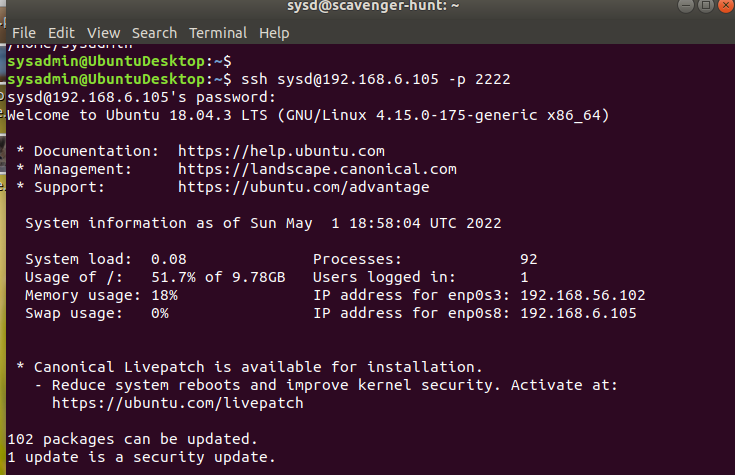 sysd@scavenger-hunt: ~
File Edit View Search Terminal Help
/home/sysadmin
sysadmin@UbuntuDesktop:~$
sysadmin@UbuntuDesktop:~$ ssh sysd@192.168.6.105 -p 2222
sysd@192.168.6.105's password:
Welcome to Ubuntu 18.04.3 LTS (GNU/Linux 4.15.0-175-generic x86_64)
* Documentation:  https://help.ubuntu.com
* Management:     https://landscape.canonical.com
* Support:        https://ubuntu.com/advantage
System information as of Sun May  1 18:58:04 UTC 2022
System load:  0.08               Processes:             92
Usage of /:   51.7% of 9.78GB   Users logged in:       1
Memory usage: 18%               IP address for enp0s3: 192.168.56.102
Swap usage:   0%                IP address for enp0s8: 192.168.6.105
* Canonical Livepatch is available for installation.
- Reduce system reboots and improve kernel security. Activate at:
https://ubuntu.com/livepatch
102 packages can be updated.
1 update is a security update.